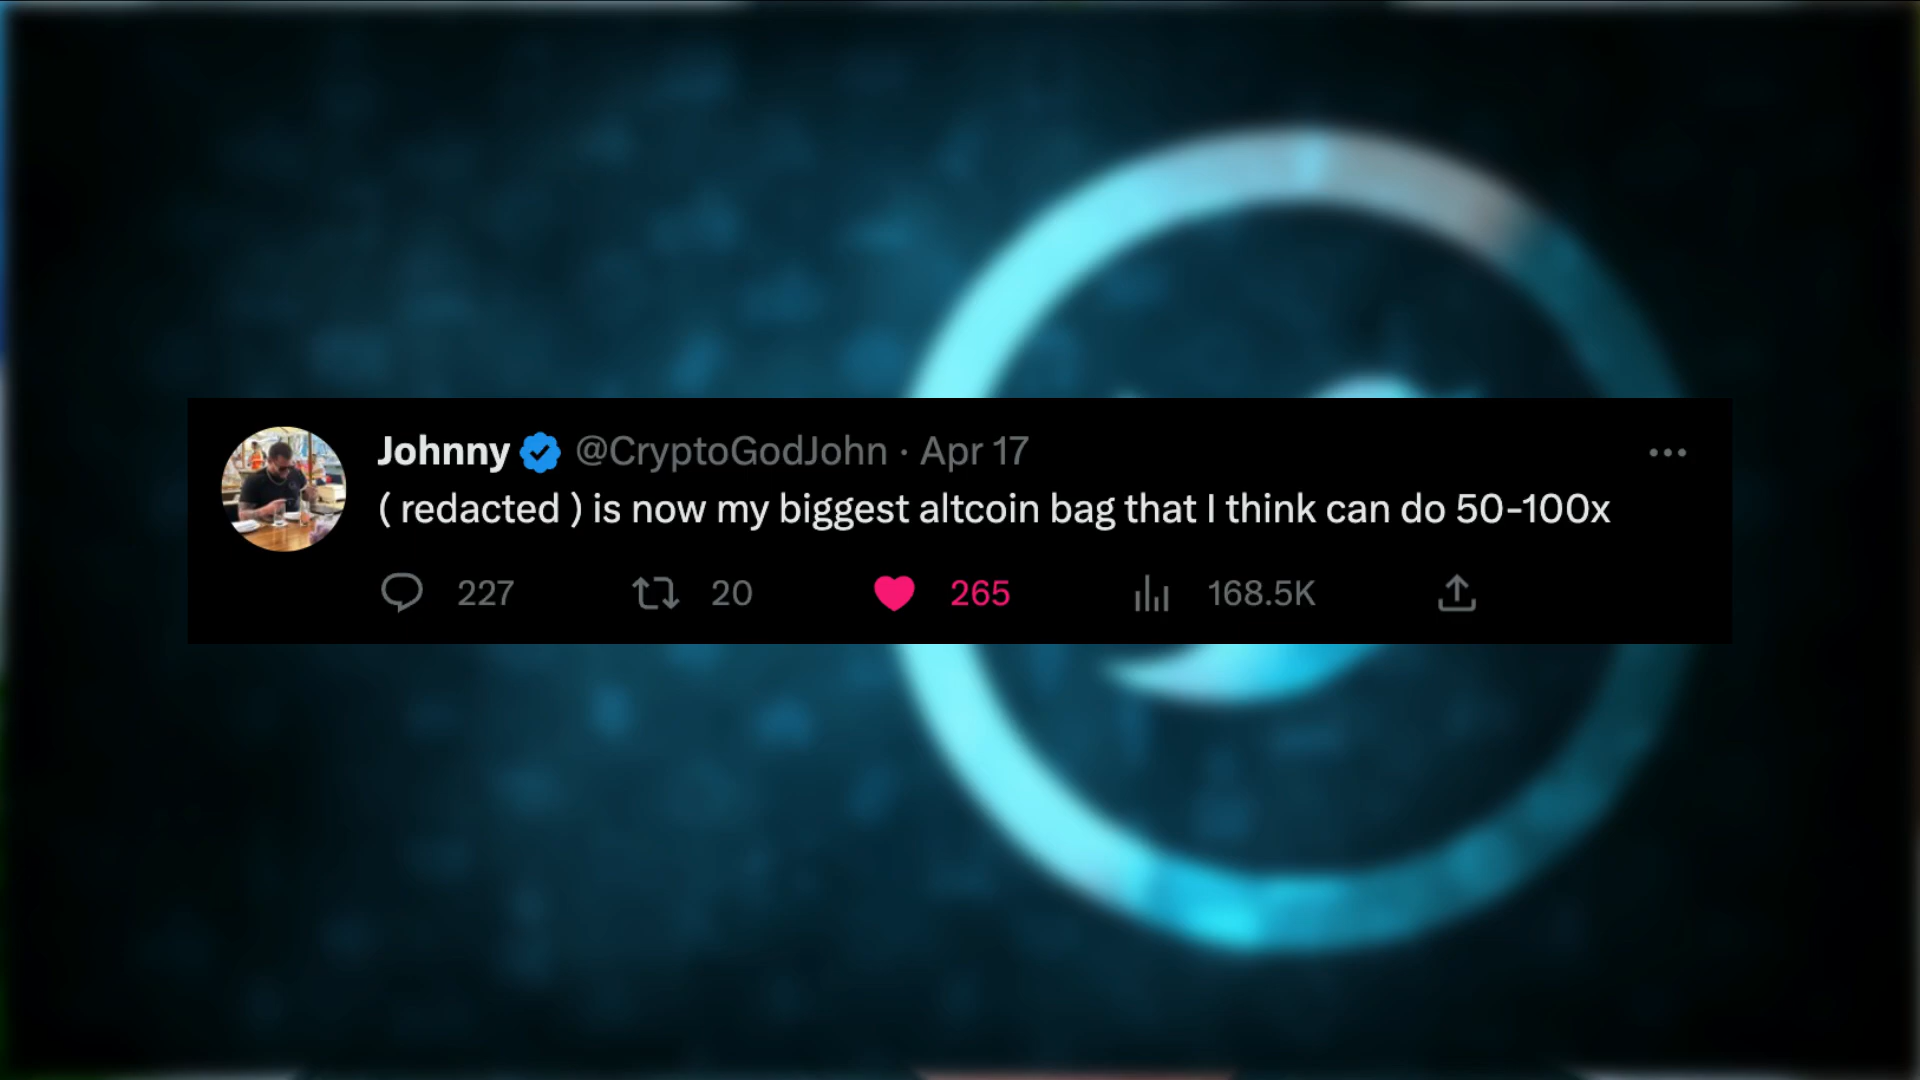 Johnny @CryptoGodJohn · Apr 17
( redacted ) is now my biggest altcoin bag that I think can do 50-100x
227 20 265 168.5K